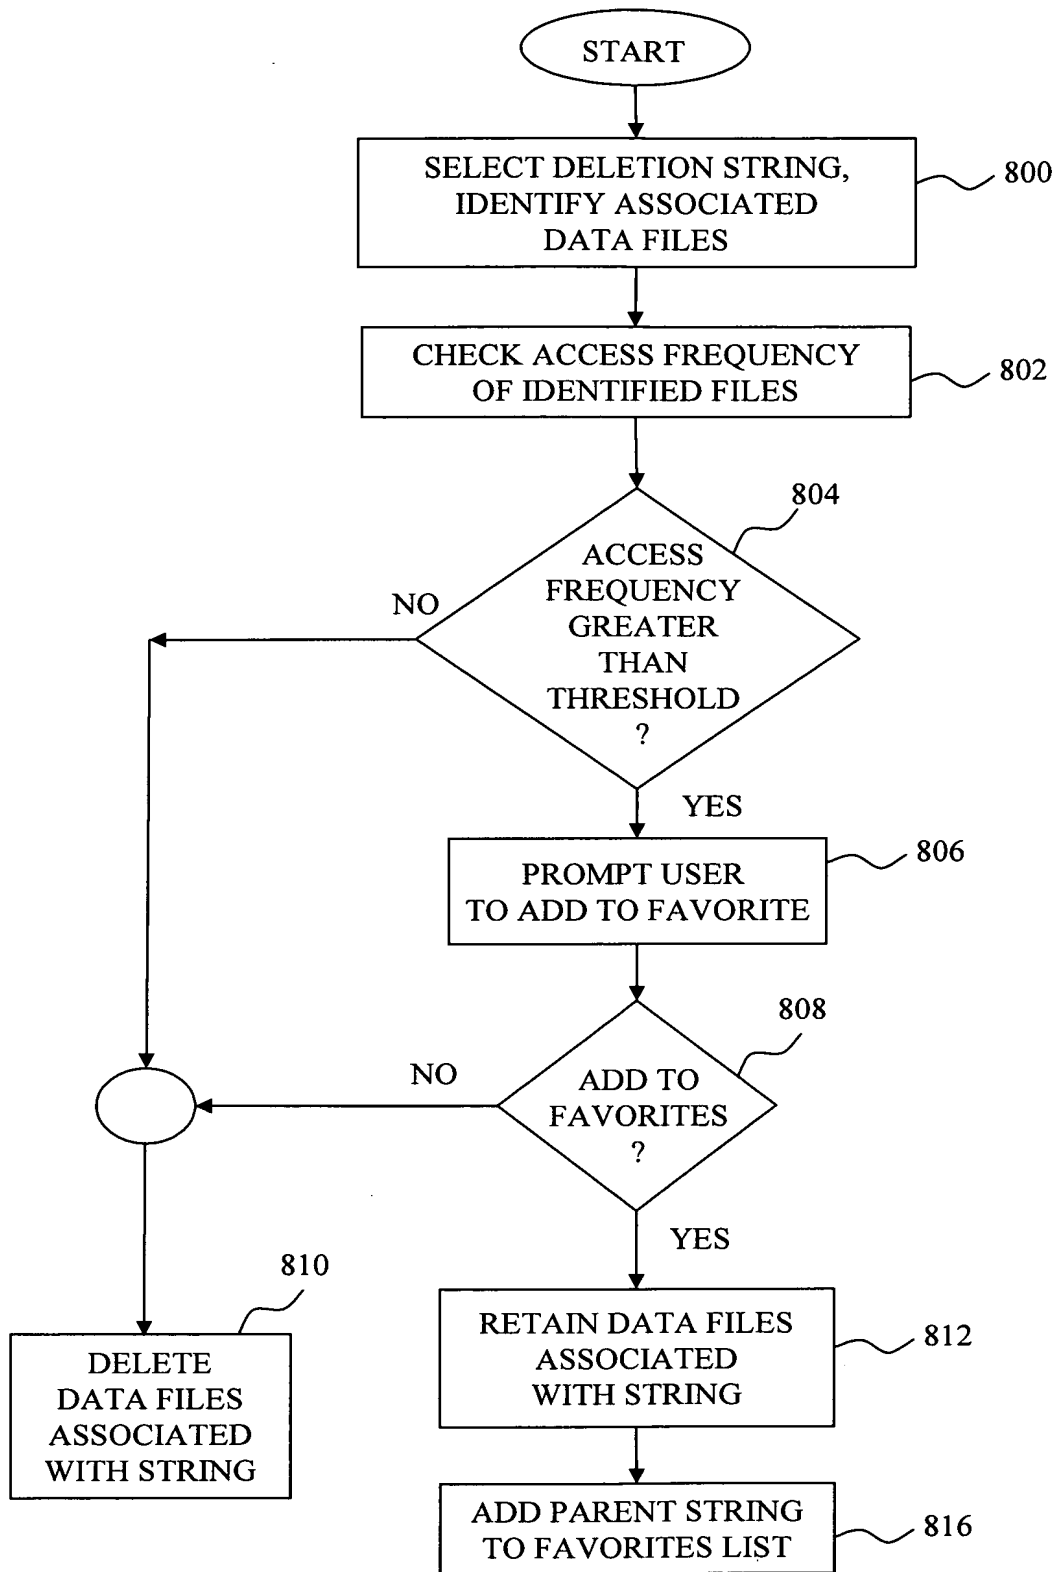 START
SELECT DELETION STRING,
IDENTIFY ASSOCIATED
DATA FILES
800
CHECK ACCESS FREQUENCY
OF IDENTIFIED FILES
802
804
ACCESS
FREQUENCY
GREATER
THAN
THRESHOLD
?
NO
YES
PROMPT USER
TO ADD TO FAVORITE
806
808
ADD TO
FAVORITES
?
NO
YES
810
DELETE
DATA FILES
ASSOCIATED
WITH STRING
RETAIN DATA FILES
ASSOCIATED
WITH STRING
812
ADD PARENT STRING
TO FAVORITES LIST
816